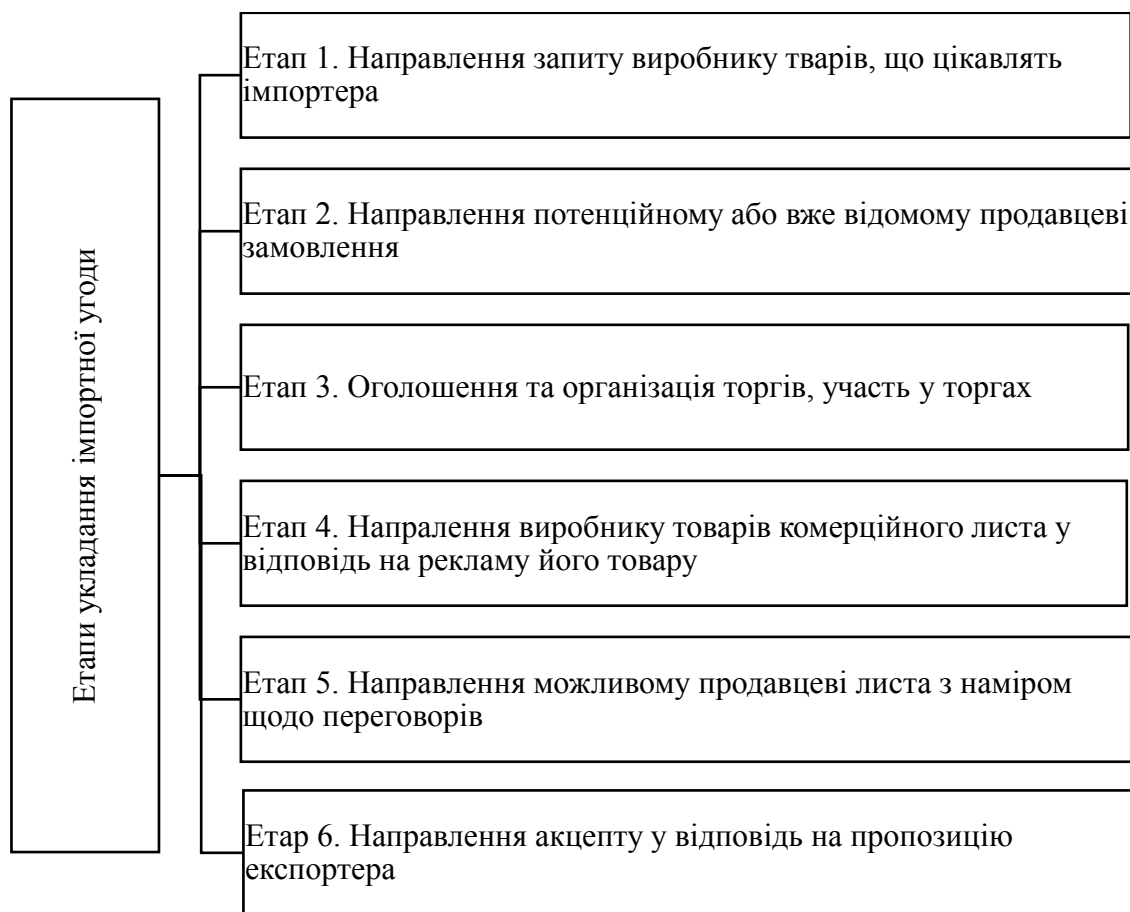 Етапи укладання імпортної угоди
Етап 1. Направлення запиту виробнику тварів, що цікавлять
імпортера
Етап 2. Направлення потенційному або вже відомому продавцеві
замовлення
Етап 3. Оголошення та організація торгів, участь у торгах
Етап 4. Напралення виробнику товарів комерційного листа у
відповідь на рекламу його товару
Етап 5. Направлення можливому продавцеві листа з наміром
щодо переговорів
Етар 6. Направлення акцепту у відповідь на пропозицію
експортера